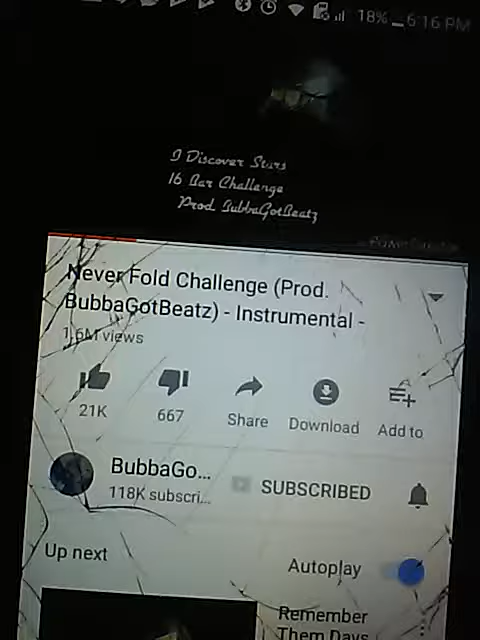 18% 6:16 PM
I Discover Stars
16 Bar Challenge
Prod BubbaGotBeatz
Never Fold Challenge (Prod.
BubbaGotBeatz) - Instrumental -
1.6M views
21K 667 Share Download Add to
BubbaGo...
118K subscri...
SUBSCRIBED
Up next Autoplay
Remember
Them Days